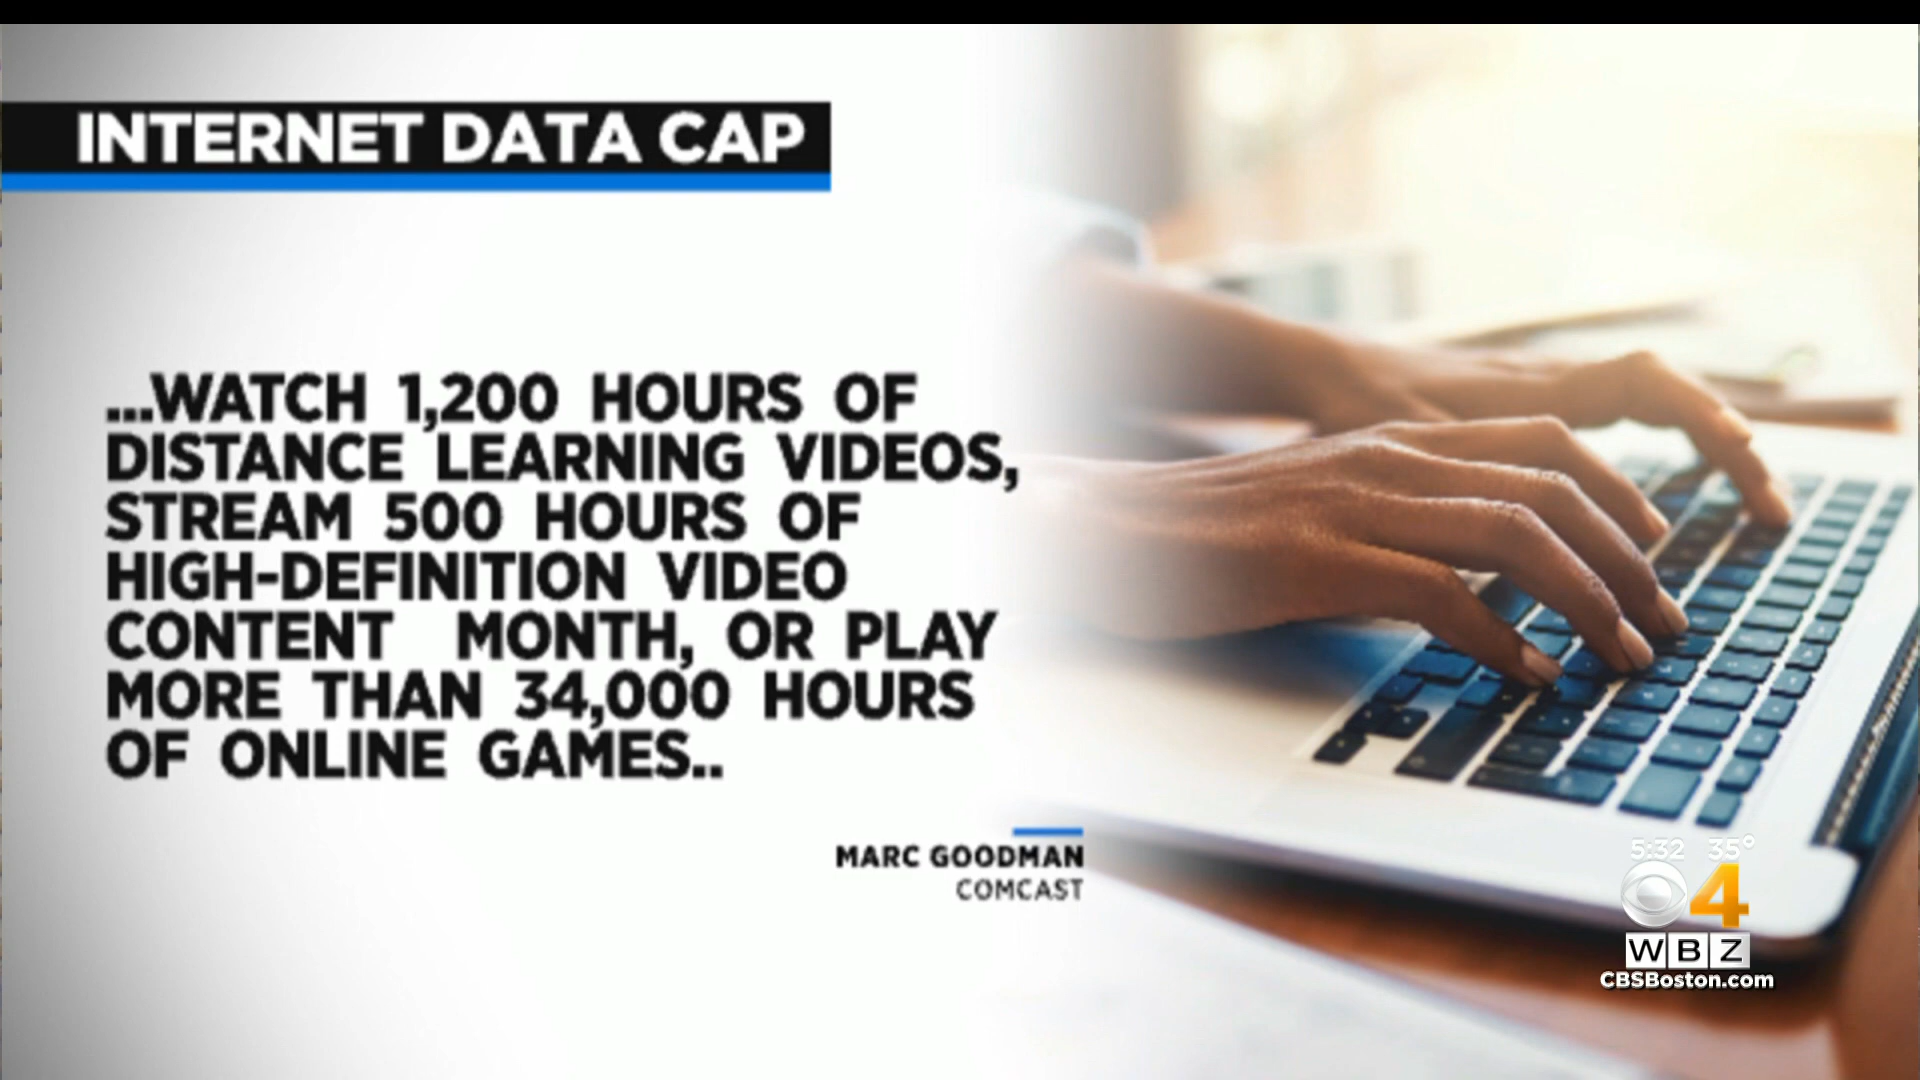 INTERNET DATA CAP
...WATCH 1,200 HOURS OF
DISTANCE LEARNING VIDEOS,
STREAM 500 HOURS OF
HIGH-DEFINITION VIDEO
CONTENT MONTH, OR PLAY
MORE THAN 34,000 HOURS
OF ONLINE GAMES..
MARC GOODMAN
COMCAST
5:32 35°
4
WBZ
CBSBoston.com